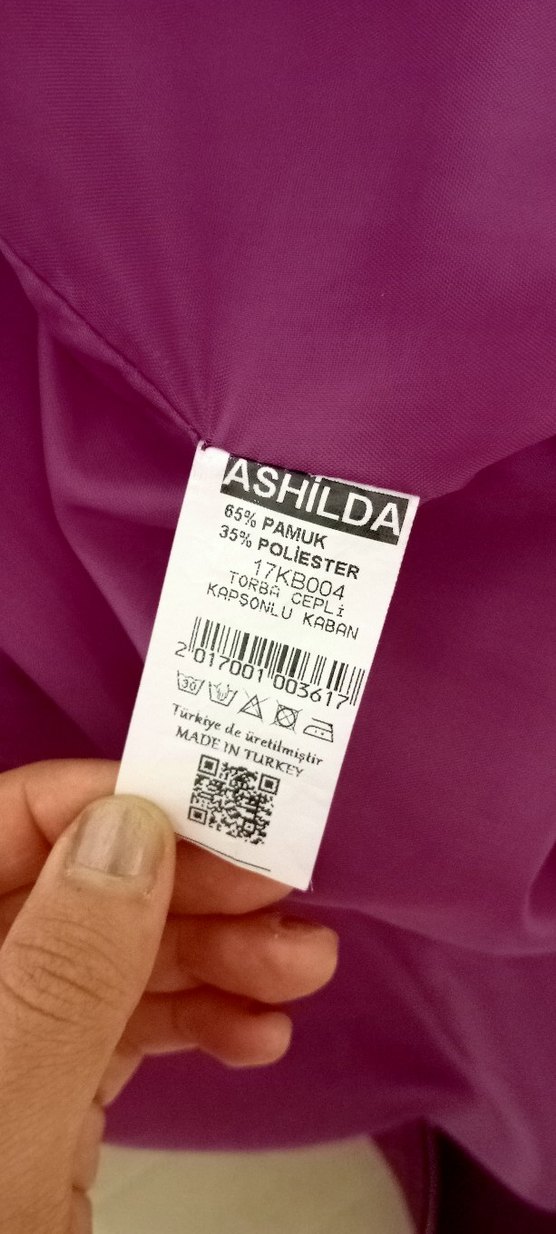 ASHİLDA
65% PAMUK
35% POLİESTER
17KB004
TORBA CEPLİ
KAPŞONLU KABAN
2 017001 003617
30
Türkiye de üretilmiştir
MADE IN TURKEY